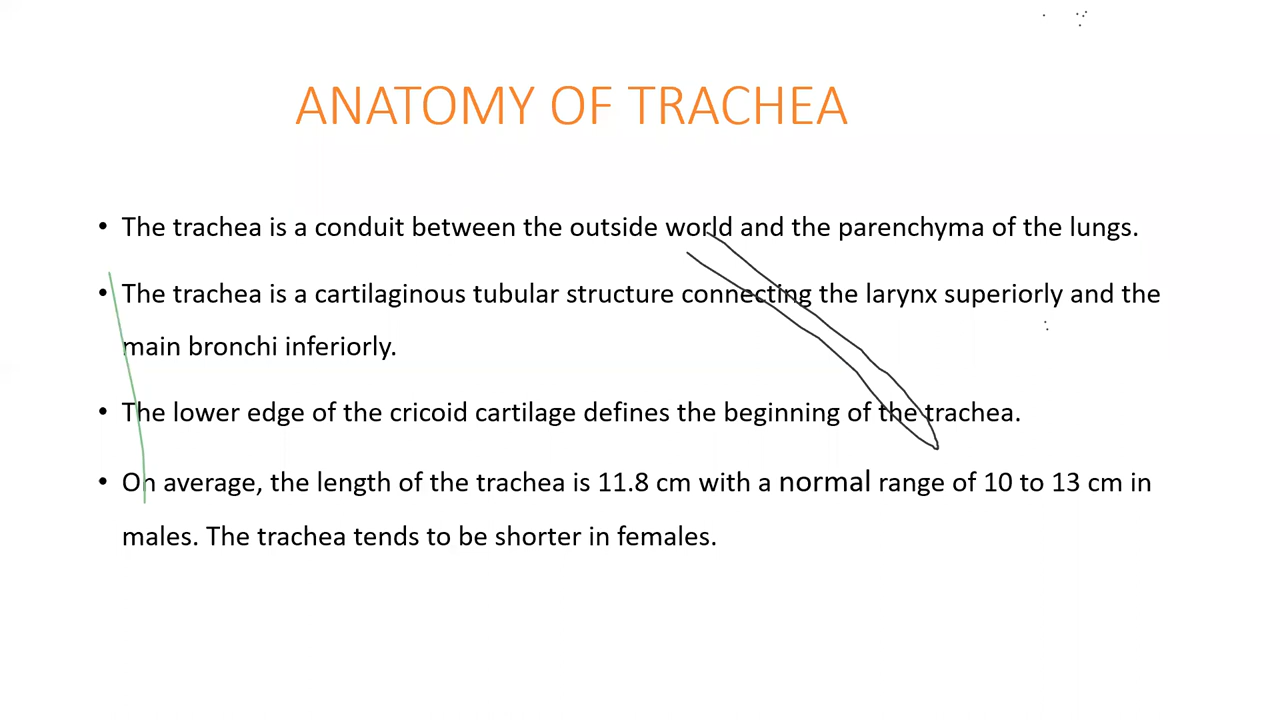 ANATOMY OF TRACHEA
• The trachea is a conduit between the outside world and the parenchyma of the lungs.
• The trachea is a cartilaginous tubular structure connecting the larynx superiorly and the
main bronchi inferiorly.
• The lower edge of the cricoid cartilage defines the beginning of the trachea.
• On average, the length of the trachea is 11.8 cm with a normal range of 10 to 13 cm in
males. The trachea tends to be shorter in females.